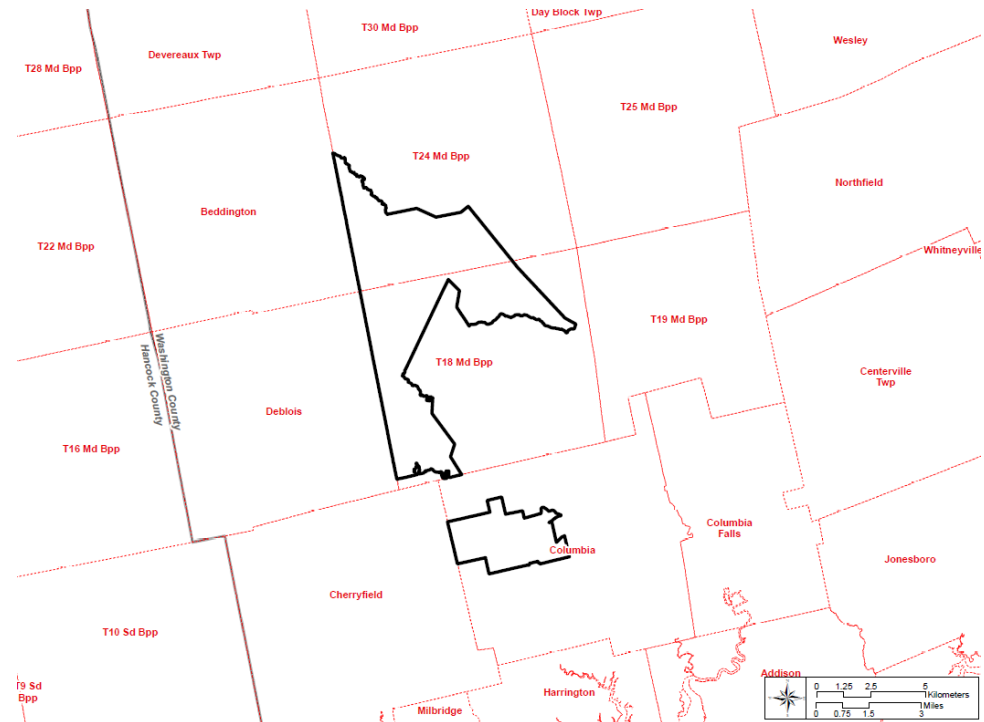 Day Block Twp
T30 Md Bpp
Wesley
Devereaux Twp
T28 Md Bpp
T25 Md Bpp
T24 Md Bpp
Northfield
Beddington
T22 Md Bpp
Whitneyville
T19 Md Bpp
Washington County
Hancock County
T18 Md Bpp
Centerville
Twp
Deblois
T16 Md Bpp
Columbia
Falls
Columbia
Jonesboro
Cherryfield
T10 Sd Bpp
Addison
T9 Sd
Bpp
Harrington
Milbridge
0 1.25 2.5 5
Kilometers
Miles
0 0.75 1.5 3